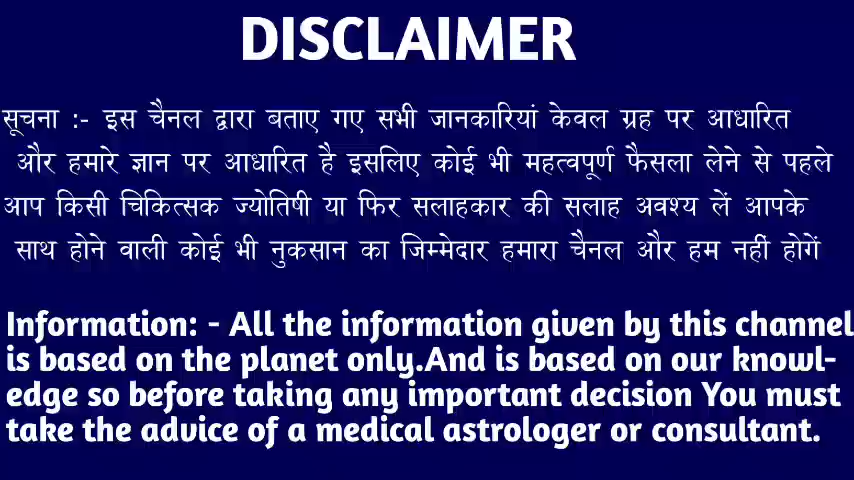 DISCLAIMER
सूचना :- इस चैनल द्वारा बताए गए सभी जानकारियां केवल ग्रह पर आधारित
और हमारे ज्ञान पर आधारित है इसलिए कोई भी महत्वपूर्ण फैसला लेने से पहले
आप किसी चिकित्सक ज्योतिषी या फिर सलाहकार की सलाह अवश्य लें आपके
साथ होने वाली कोई भी नुकसान का जिम्मेदार हमारा चैनल और हम नहीं होगें
Information: - All the information given by this channel
is based on the planet only.And is based on our knowl-
edge so before taking any important decision You must
take the advice of a medical astrologer or consultant.